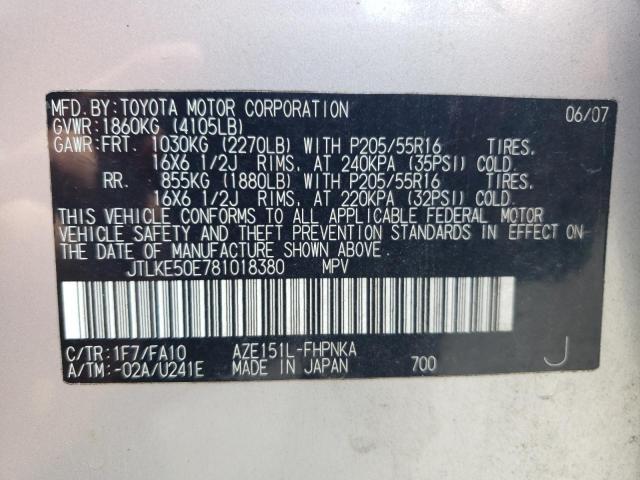 MFD. BY: TOYOTA MOTOR CORPORATION 06/07
GVWR: 1860KG (4105LB)
GAWR: FRT. 1030KG (2270LB) WITH P205/55R16 TIRES,
16X6 1/2J RIMS, AT 240KPA (35PSI) COLD.
RR. 855KG (1880LB) WITH P205/55R16 TIRES,
16X6 1/2J RIMS, AT 220KPA (32PSI) COLD.
THIS VEHICLE CONFORMS TO ALL APPLICABLE FEDERAL MOTOR
VEHICLE SAFETY AND THEFT PREVENTION STANDARDS IN EFFECT ON
THE DATE OF MANUFACTURE SHOWN ABOVE.
JTLKE50E781018380 MPV
C/TR: 1F7/FA10 AZE151L-FHPNKA
A/TM: -02A/U241E MADE IN JAPAN 700 J